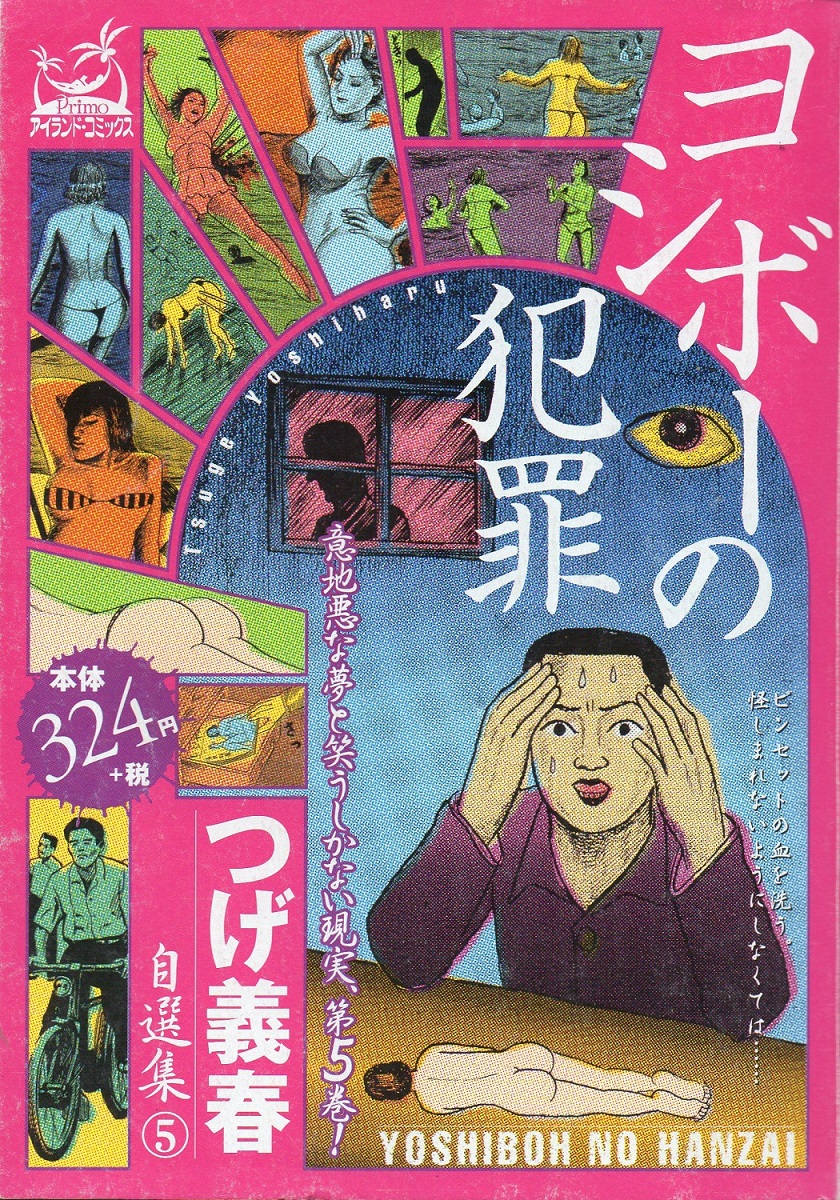 Primo
アイランド・コミックス
ヨシボーの
犯罪
Tsuge Yoshiharu
意地悪な夢と笑うしかない現実、第5巻!
ピンセットの血を洗う。
怪しまれないようにしなくては……
本体
324円
+税
さっ
つげ義春
自選集⑤
YOSHIBOH NO HANZAI